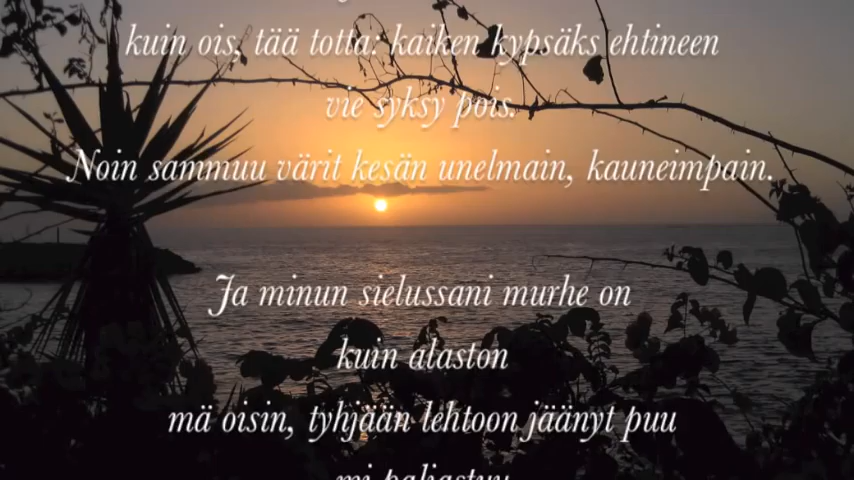 kuin ois, tää totta: kaiken kypsäks ehtineen
vie syksy pois.
Noin sammuu värit kesän unelmain, kauneimpain.
Ja minun sielussani murhe on
kuin alaston
mä oisin, tyhjään lehtoon jäänyt puu